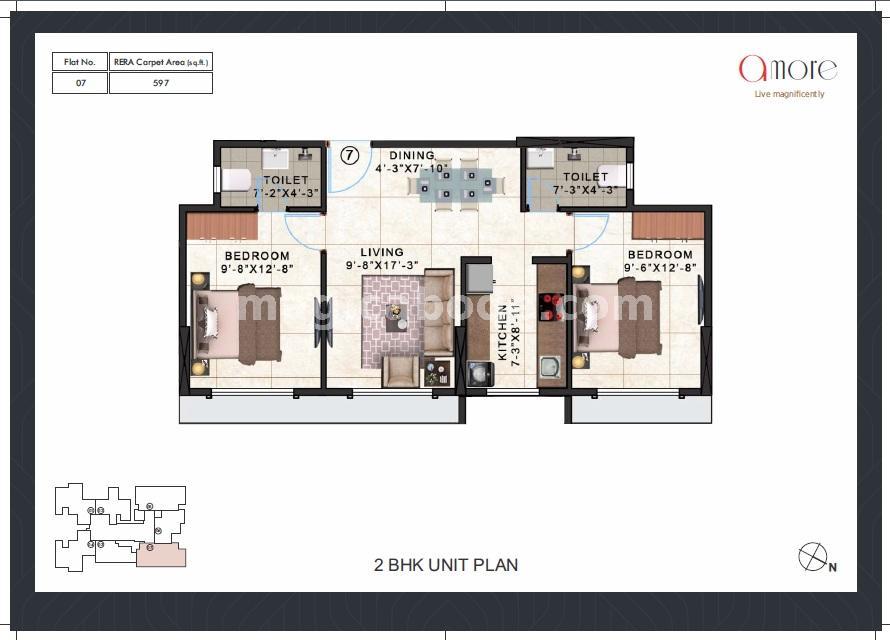 Flat No. RERA Carpet Area (sq.ft.)
07 597
amore
Live magnificently
7
DINING
4'-3"X7'-10"
TOILET
7'-2"X4'-3"
TOILET
7'-3"X4'-3"
BEDROOM
9'-8"X12'-8"
LIVING
9'-8"X17'-3"
BEDROOM
9'-6"X12'-8"
KITCHEN
7-3"X8'-11"
2 BHK UNIT PLAN
N